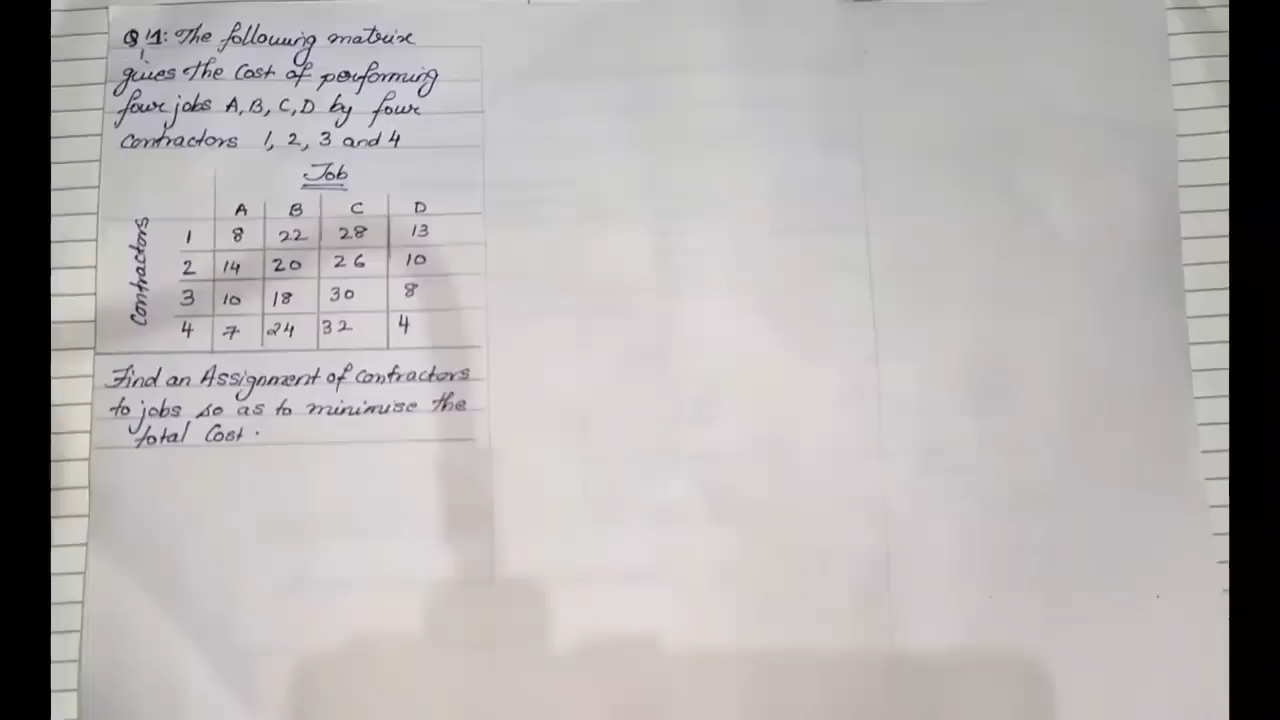 Q 1: The following matrix
gives the cost of performing
four jobs A, B, C, D by four
contractors 1, 2, 3 and 4
Job
A B C D
Contractors
1 8 22 28 13
2 14 20 26 10
3 10 18 30 8
4 7 24 32 4
Find an Assignment of contractors
to jobs so as to minimise the
total cost.